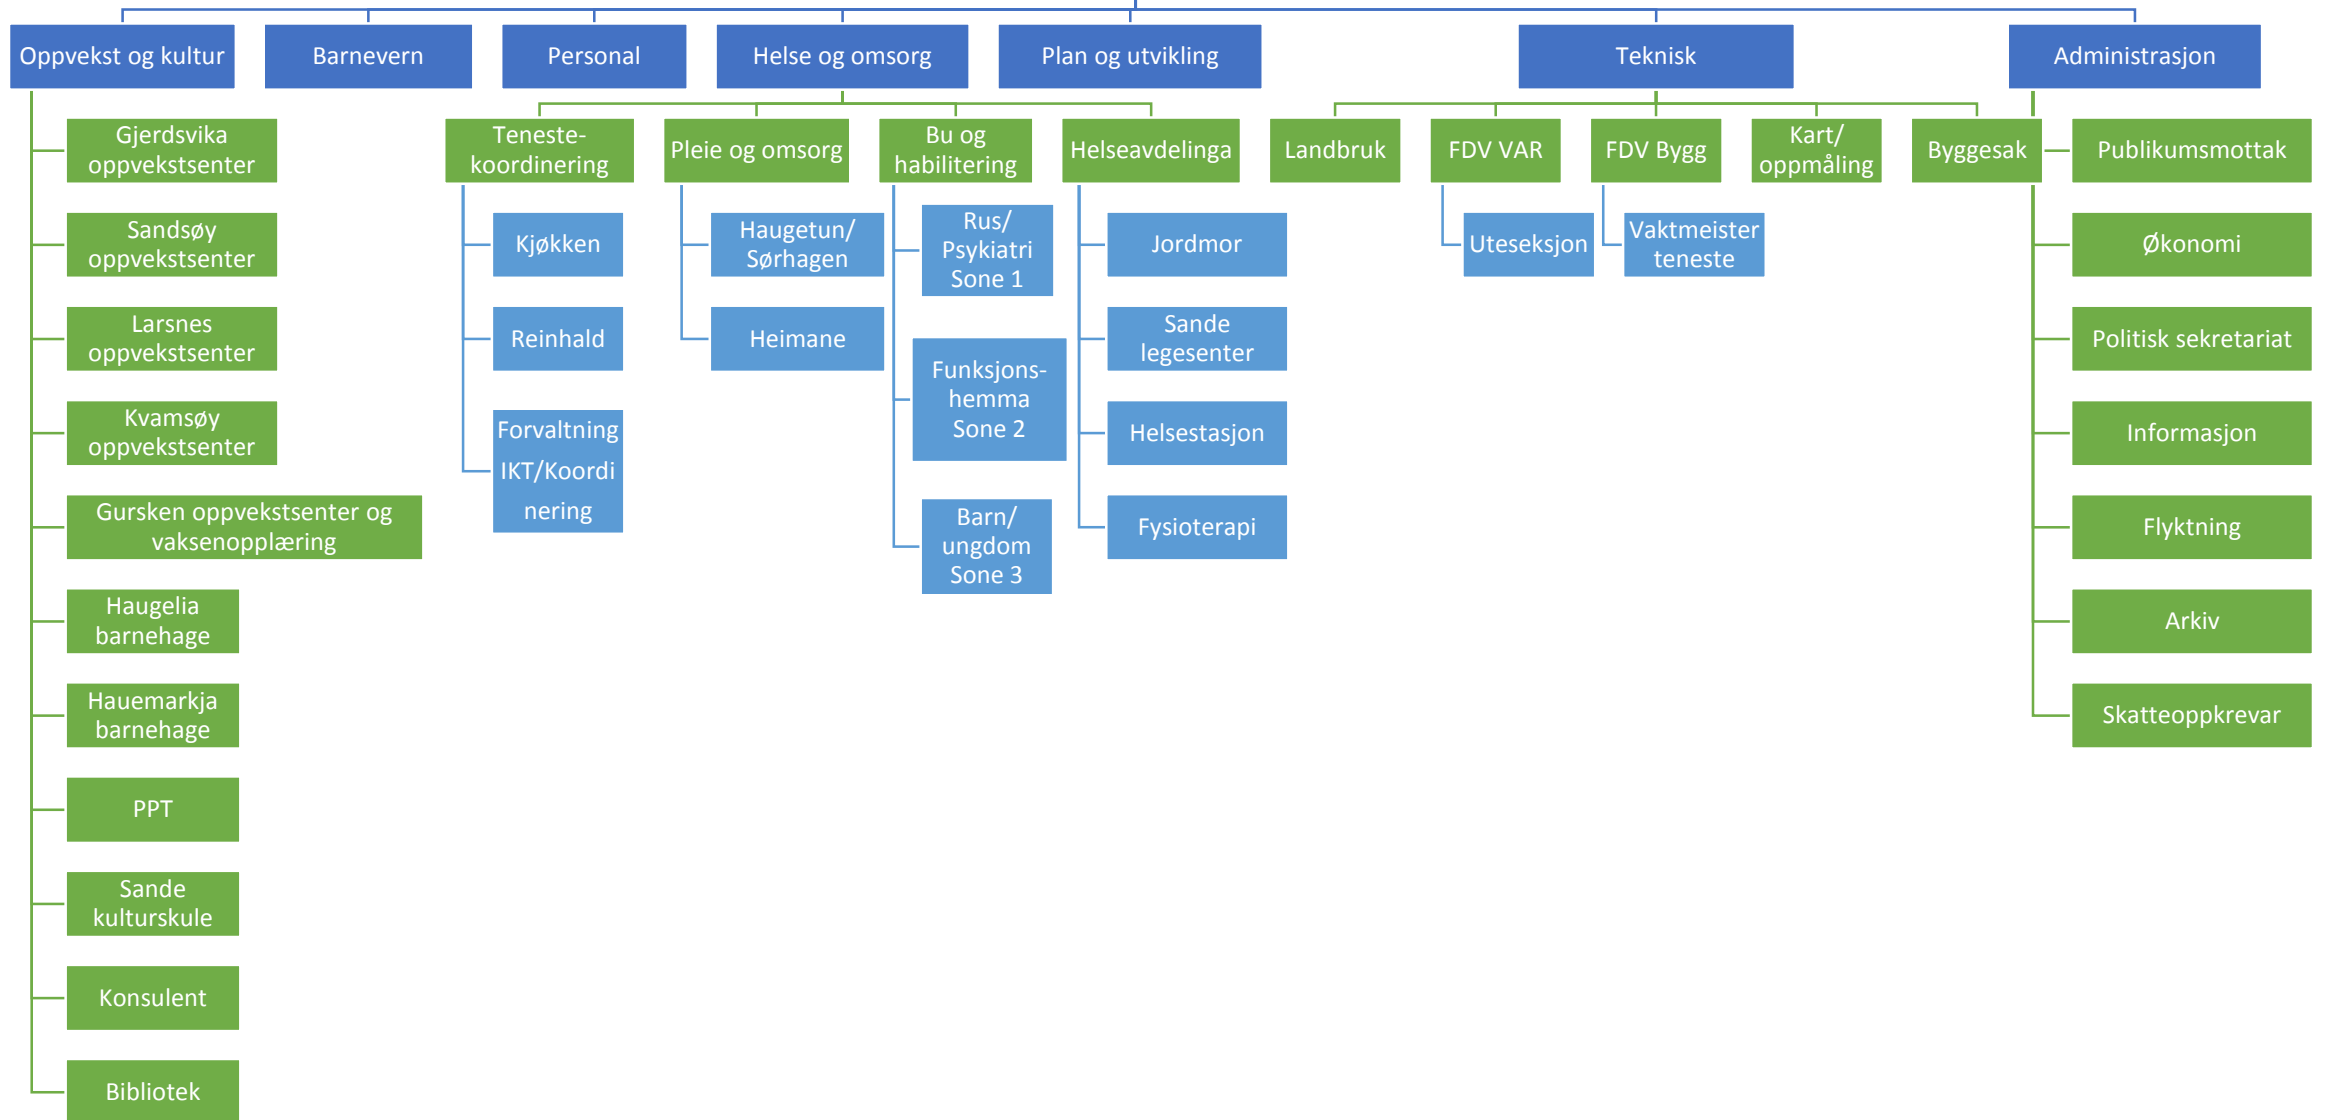 Oppvekst og kultur
Barnevern
Personal
Helse og omsorg
Plan og utvikling
Teknisk
Administrasjon
Gjerdsvika
oppvekstsenter
Sandsøy
oppvekstsenter
Larsnes
oppvekstsenter
Kvamsøy
oppvekstsenter
Gursken oppvekstsenter og
vaksenopplæring
Haugelia
barnehage
Hauemarkja
barnehage
PPT
Sande
kulturskule
Konsulent
Bibliotek
Teneste-
koordinering
Kjøkken
Reinhald
Forvaltning
IKT/Koordi
nering
Pleie og omsorg
Haugetun/
Sørhagen
Heimane
Bu og
habilitering
Rus/
Psykiatri
Sone 1
Funksjons-
hemma
Sone 2
Barn/
ungdom
Sone 3
Helseavdelinga
Jordmor
Sande
legesenter
Helsestasjon
Fysioterapi
Landbruk
FDV VAR
Uteseksjon
FDV Bygg
Vaktmeister
teneste
Kart/
oppmåling
Byggesak
Publikumsmottak
Økonomi
Politisk sekretariat
Informasjon
Flyktning
Arkiv
Skatteoppkrevar